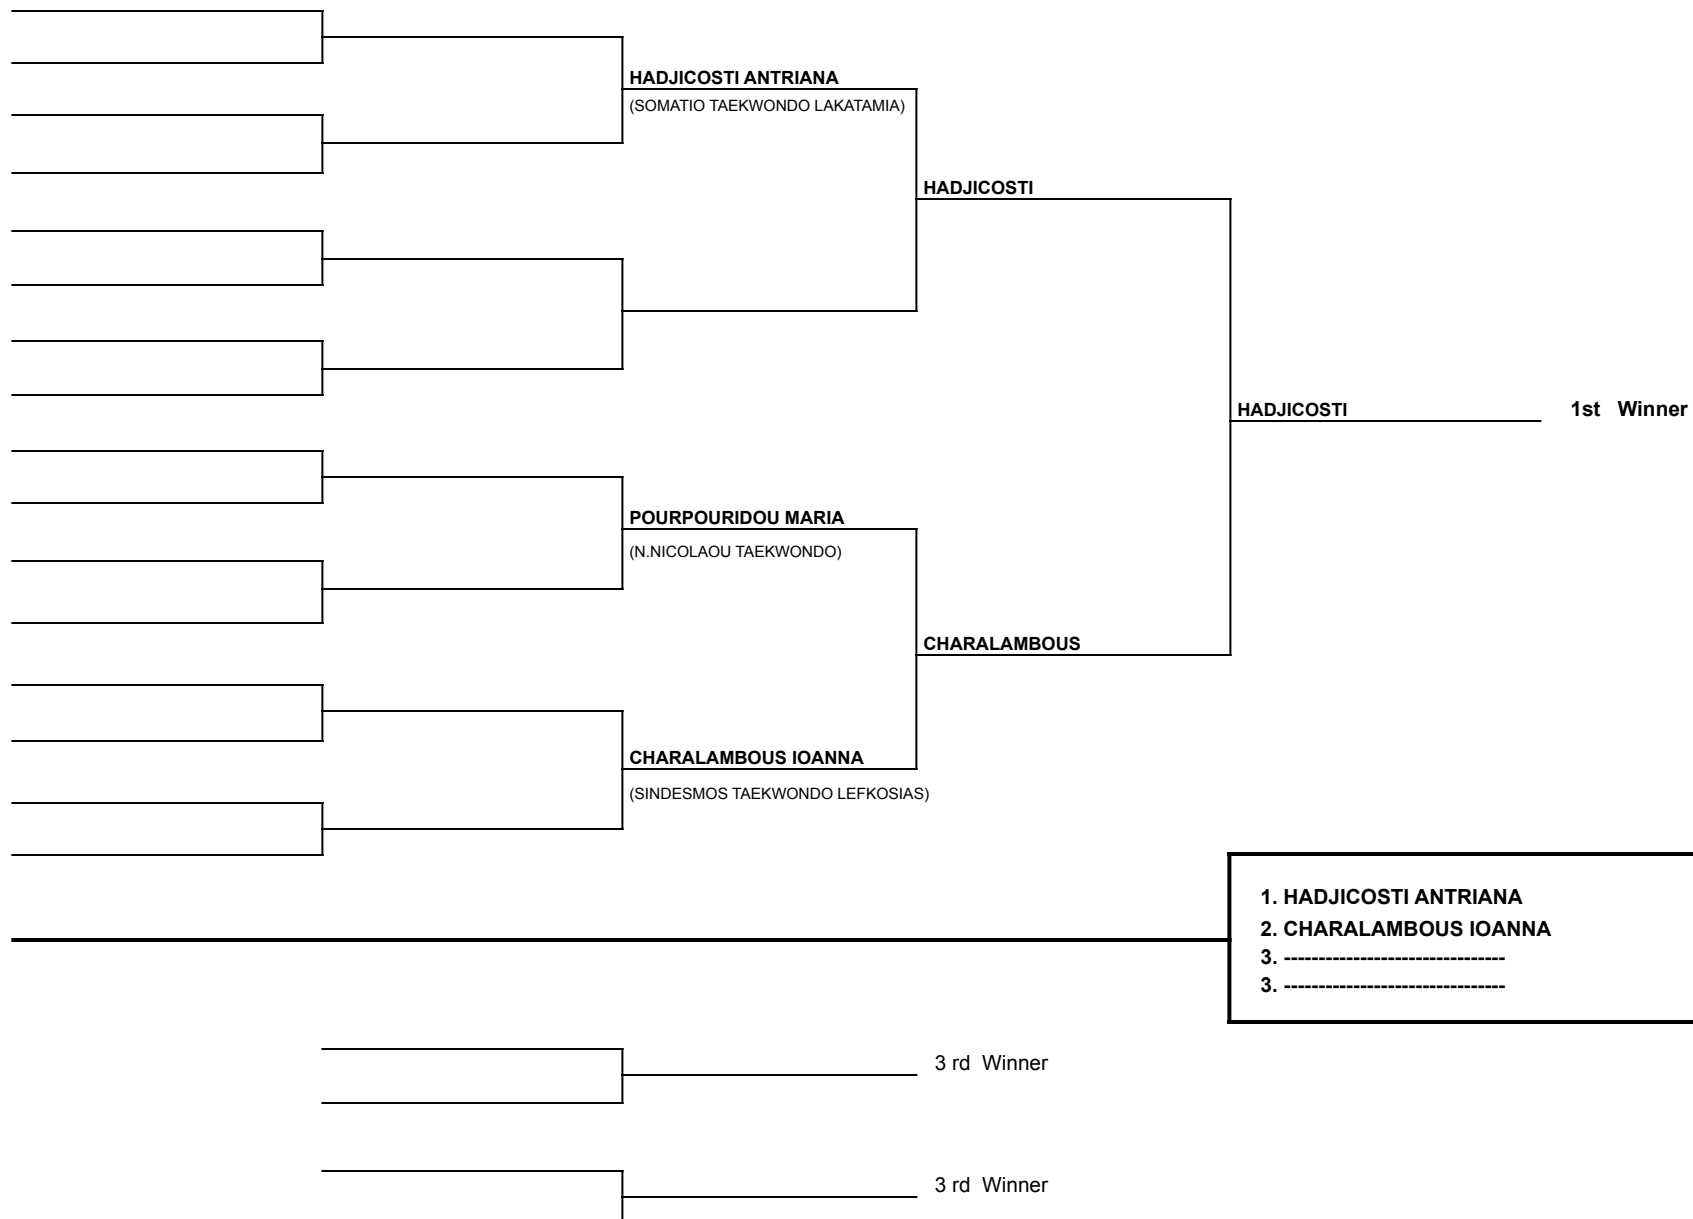 HADJICOSTI ANTRIANA
(SOMATIO TAEKWONDO LAKATAMIA)
HADJICOSTI
HADJICOSTI
1st Winner
POURPOURIDOU MARIA
(N.NICOLAOU TAEKWONDO)
CHARALAMBOUS
CHARALAMBOUS IOANNA
(SINDESMOS TAEKWONDO LEFKOSIAS)
1. HADJICOSTI ANTRIANA
2. CHARALAMBOUS IOANNA
3. --------------------------------
3. --------------------------------
3 rd Winner
3 rd Winner